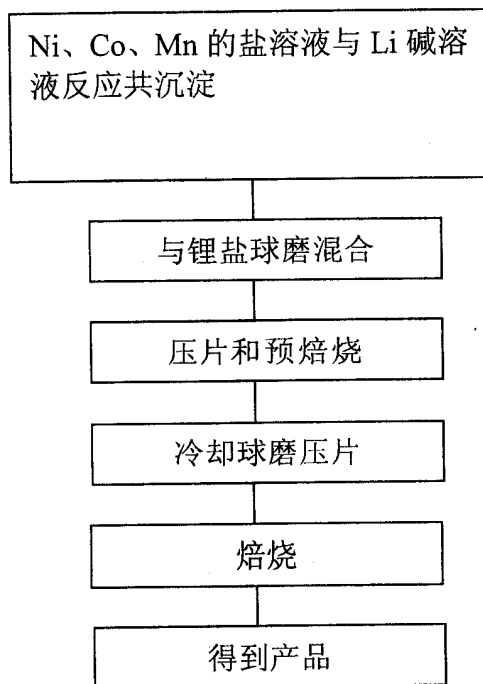 Ni、Co、Mn 的盐溶液与 Li 碱溶
液反应共沉淀
与锂盐球磨混合
压片和预焙烧
冷却球磨压片
焙烧
得到产品